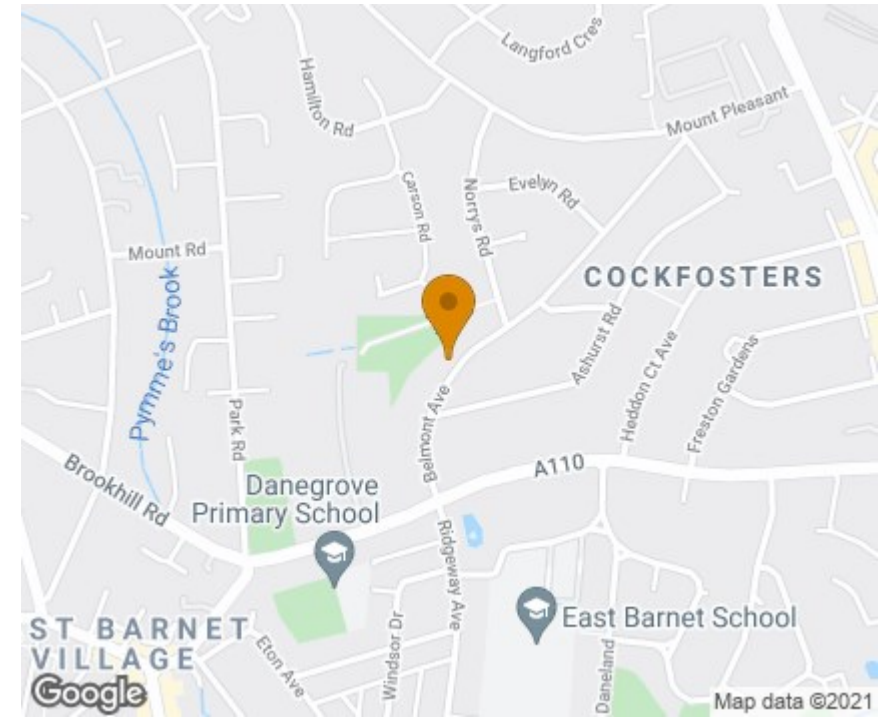 Langford Cres
Hamilton Rd
Mount Pleasant
Carson Rd
Norrys Rd
Evelyn Rd
Mount Rd
Pymme's Brook
COCKFOSTERS
Ashurst Rd
Heddon Ct Ave
Freston Gardens
Park Rd
Belmont Ave
Brookhill Rd
A110
Danegrove
Primary School
Ridgeway Ave
East Barnet School
ST BARNET
VILLAGE
Eton Ave
Windsor Dr
Daneland
Google
Map data ©2021